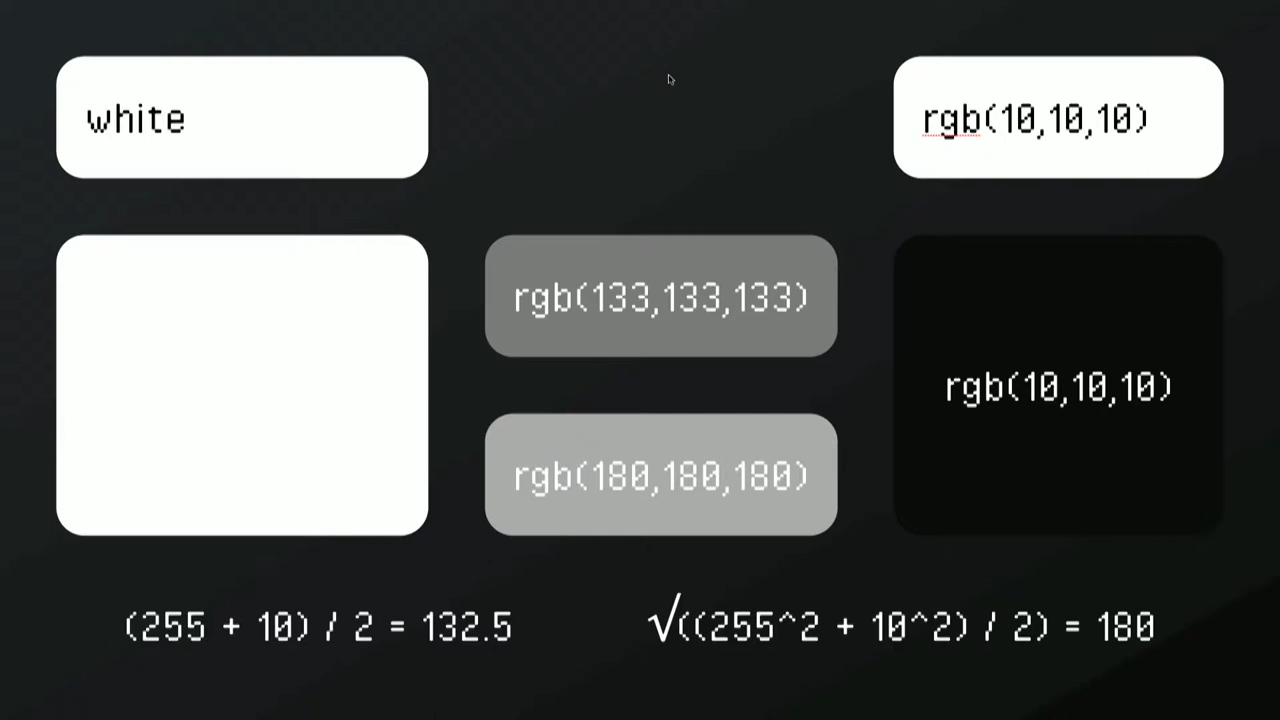 white
rgb(10,10,10)
rgb(133,133,133)
rgb(10,10,10)
rgb(180,180,180)
(255 + 10) / 2 = 132.5
√((255^2 + 10^2) / 2) = 180